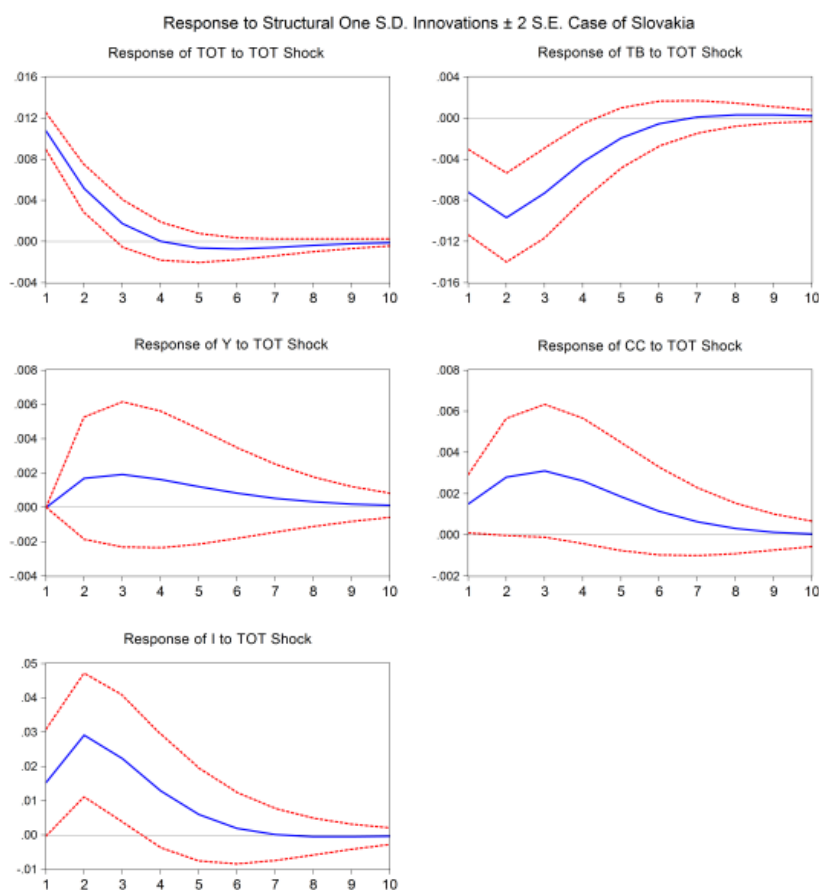 Response to Structural One S.D. Innovations ± 2 S.E. Case of Slovakia
Response of TOT to TOT Shock
.016
.012
.008
.004
.000
-.004
1 2 3 4 5 6 7 8 9 10
Response of TB to TOT Shock
.004
.000
-.004
-.008
-.012
-.016
1 2 3 4 5 6 7 8 9 10
Response of Y to TOT Shock
.008
.006
.004
.002
.000
-.002
-.004
1 2 3 4 5 6 7 8 9 10
Response of CC to TOT Shock
.008
.006
.004
.002
.000
-.002
1 2 3 4 5 6 7 8 9 10
Response of I to TOT Shock
.05
.04
.03
.02
.01
.00
-.01
1 2 3 4 5 6 7 8 9 10